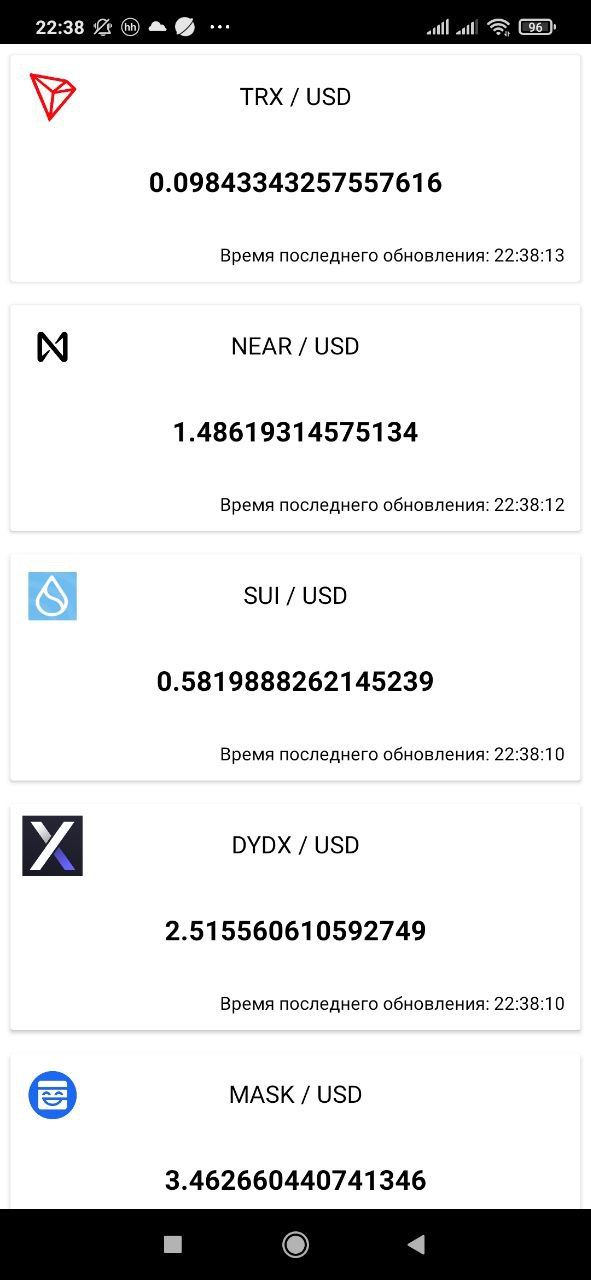 22:38 hh ... 96
TRX / USD
0.09843343257557616
Время последнего обновления: 22:38:13
NEAR / USD
1.48619314575134
Время последнего обновления: 22:38:12
SUI / USD
0.5819888262145239
Время последнего обновления: 22:38:10
DYDX / USD
2.515560610592749
Время последнего обновления: 22:38:10
MASK / USD
3.462660440741346